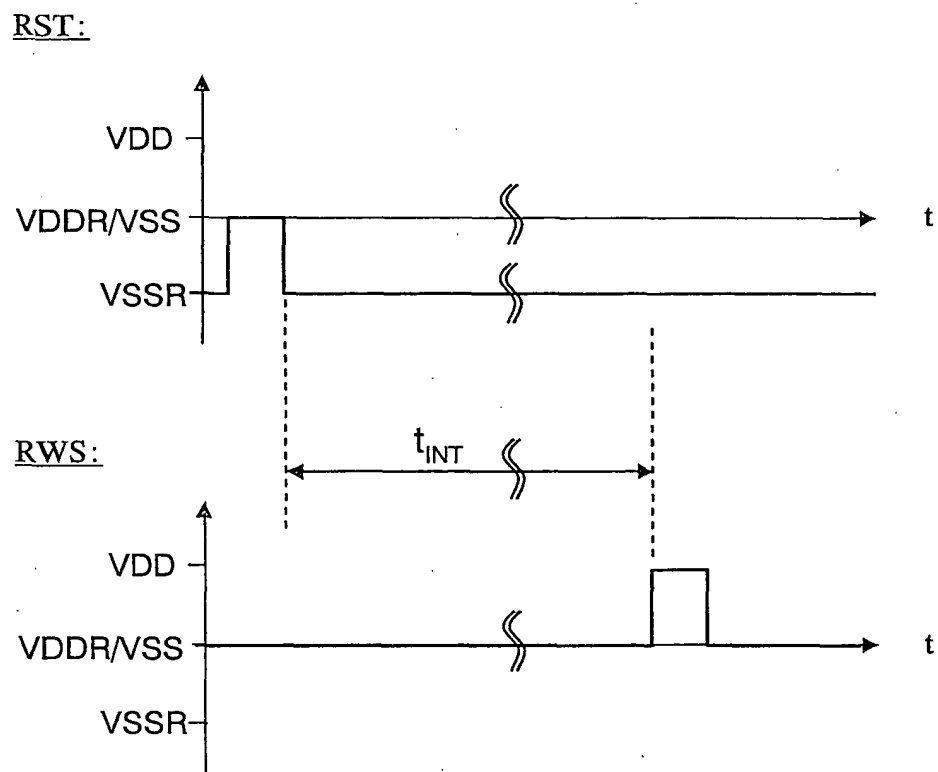 RST:
VDD
VDDR/VSS
t
VSSR
RWS:
tINT
VDD
VDDR/VSS
t
VSSR